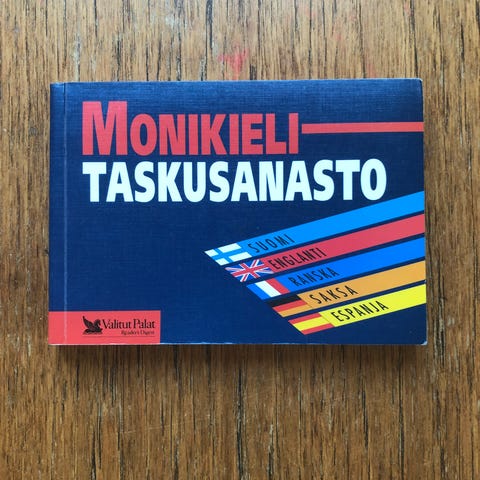 MONIKIELI
TASKUSANASTO
SUOMI
ENGLANTI
RANSKA
SAKSA
ESPANJA
Valitut Palat
Reader's Digest